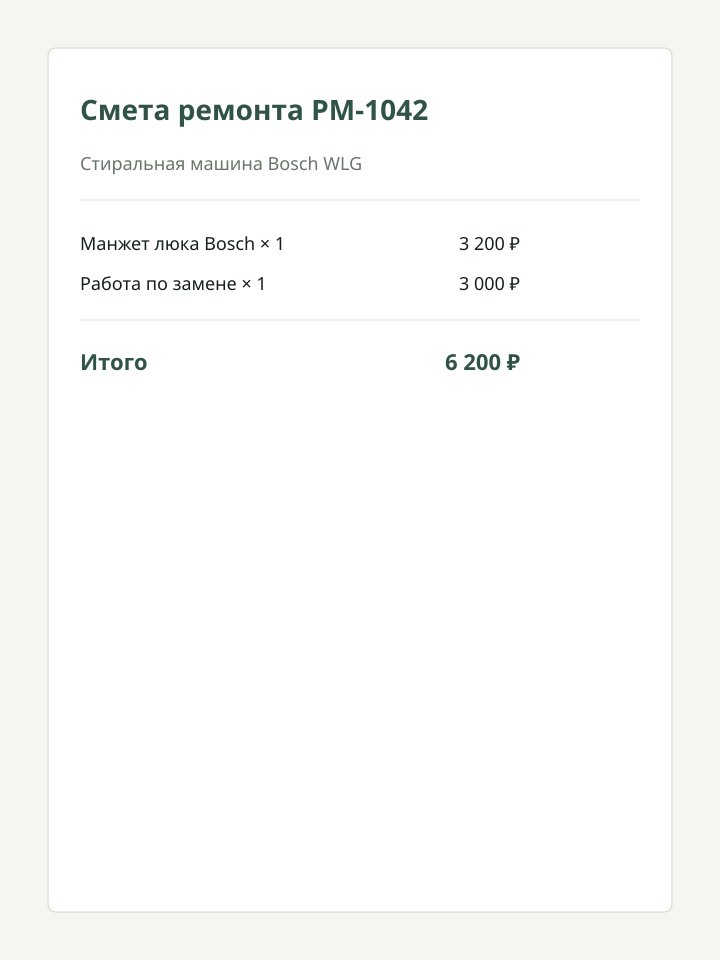 Смета ремонта РМ-1042
Стиральная машина Bosch WLG
Манжет люка Bosch × 1 3 200 ₽
Работа по замене × 1 3 000 ₽
Итого 6 200 ₽